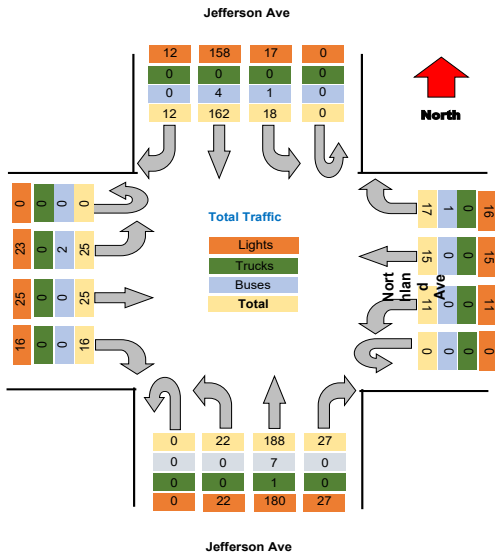 Jefferson Ave
12 158 17 0
0 0 0 0
0 4 1 0
12 162 18 0
North
0 0 0 0
23 0 2 25
25 0 0 25
16 0 0 16
Total Traffic
Lights
Trucks
Buses
Total
17 1 0 16
15 0 0 15
11 0 0 11
0 0 0 0
Nor
thlan
d
Ave
0 22 188 27
0 0 7 0
0 0 1 0
0 22 180 27
Jefferson Ave